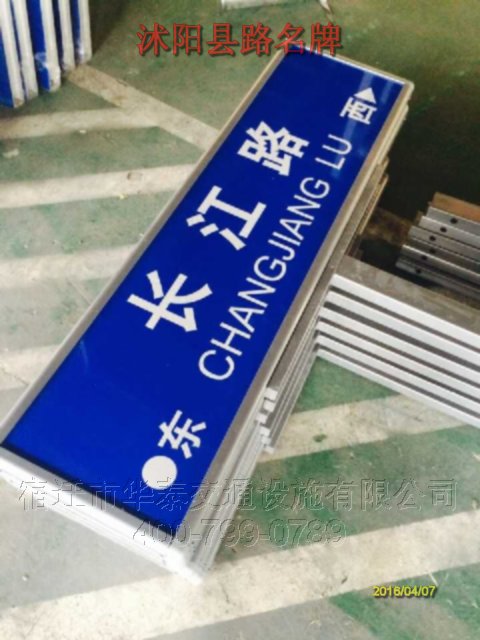 沭阳县路名牌
西
长江路
CHANGJIANG LU
东
宿迁市华泰交通设施有限公司
400-799-0789
2016/04/07